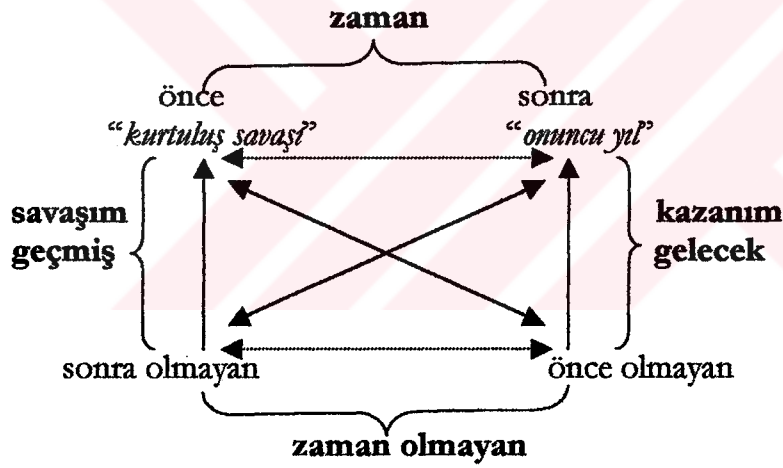 zaman
önce sonra
“kurtuluş savaşı” “onuncu yıl”
savaşım kazanım
geçmiş gelecek
sonra olmayan önce olmayan
zaman olmayan